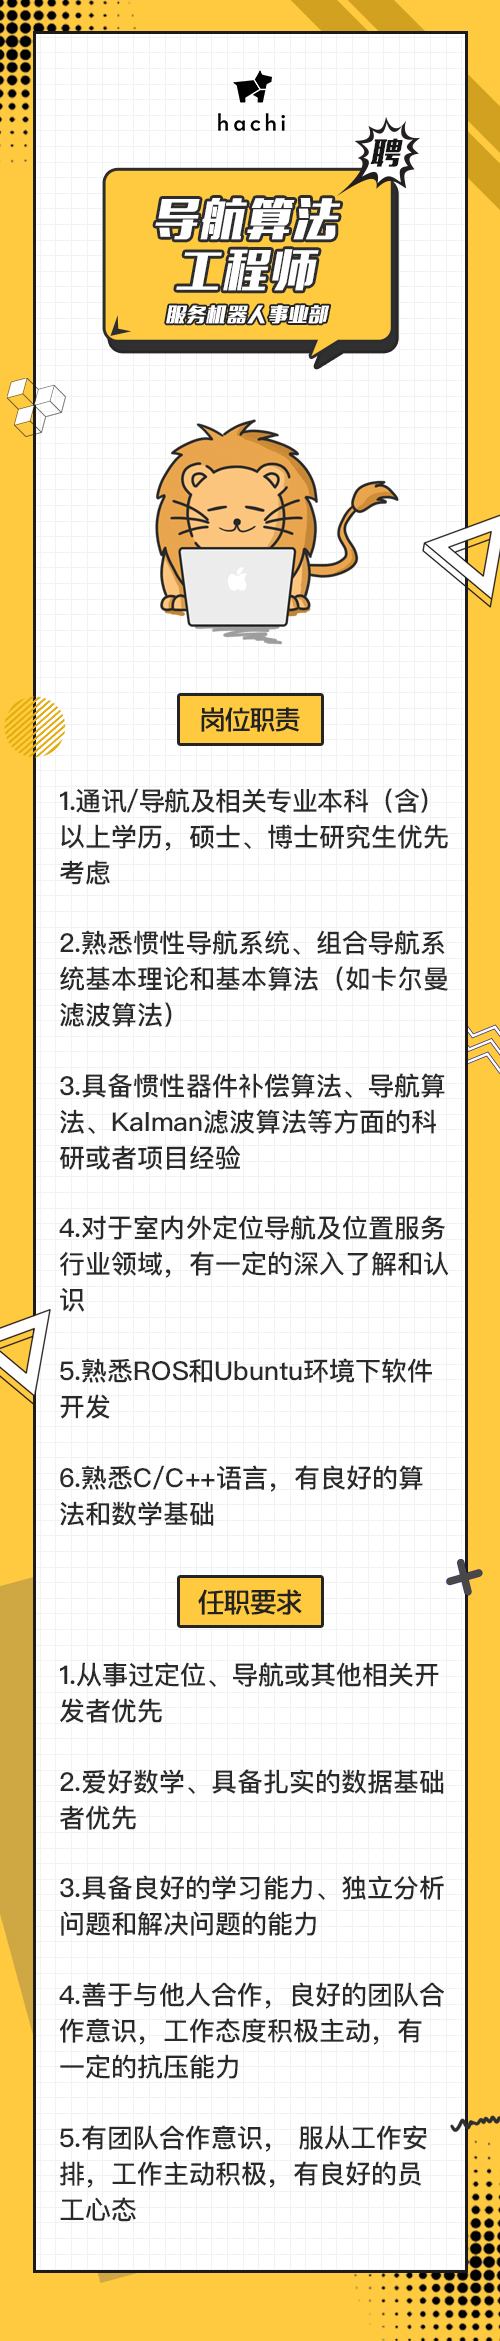 hachi
聘
导航算法
工程师
服务机器人事业部
岗位职责
1.通讯/导航及相关专业本科（含）
以上学历，硕士、博士研究生优先
考虑
2.熟悉惯性导航系统、组合导航系
统基本理论和基本算法（如卡尔曼
滤波算法）
3.具备惯性器件补偿算法、导航算
法、Kalman滤波算法等方面的科
研或者项目经验
4.对于室内外定位导航及位置服务
行业领域，有一定的深入了解和认
识
5.熟悉ROS和Ubuntu环境下软件
开发
6.熟悉C/C++语言，有良好的算
法和数学基础
任职要求
1.从事过定位、导航或其他相关开
发者优先
2.爱好数学、具备扎实的数据基础
者优先
3.具备良好的学习能力、独立分析
问题和解决问题的能力
4.善于与他人合作，良好的团队合
作意识，工作态度积极主动，有
一定的抗压能力
5.有团队合作意识， 服从工作安
排，工作主动积极，有良好的员
工心态